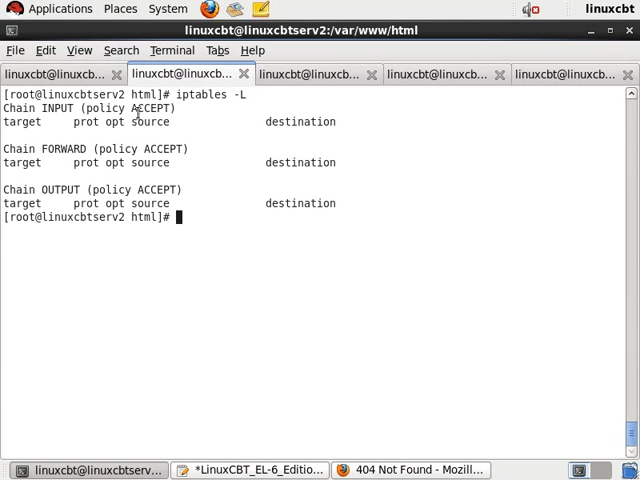 Applications Places System linuxcbt
linuxcbt@linuxcbtserv2:/var/www/html
File Edit View Search Terminal Tabs Help
linuxcbt@linuxcb... linuxcbt@linuxcb... linuxcbt@linuxcb... linuxcbt@linuxcb... linuxcbt@linuxcb...
[root@linuxcbtserv2 html]# iptables -L
Chain INPUT (policy ACCEPT)
target     prot opt source               destination
Chain FORWARD (policy ACCEPT)
target     prot opt source               destination
Chain OUTPUT (policy ACCEPT)
target     prot opt source               destination
[root@linuxcbtserv2 html]#
linuxcbt@linuxcbtserv... *LinuxCBT_EL-6_Editio... 404 Not Found - Mozill...